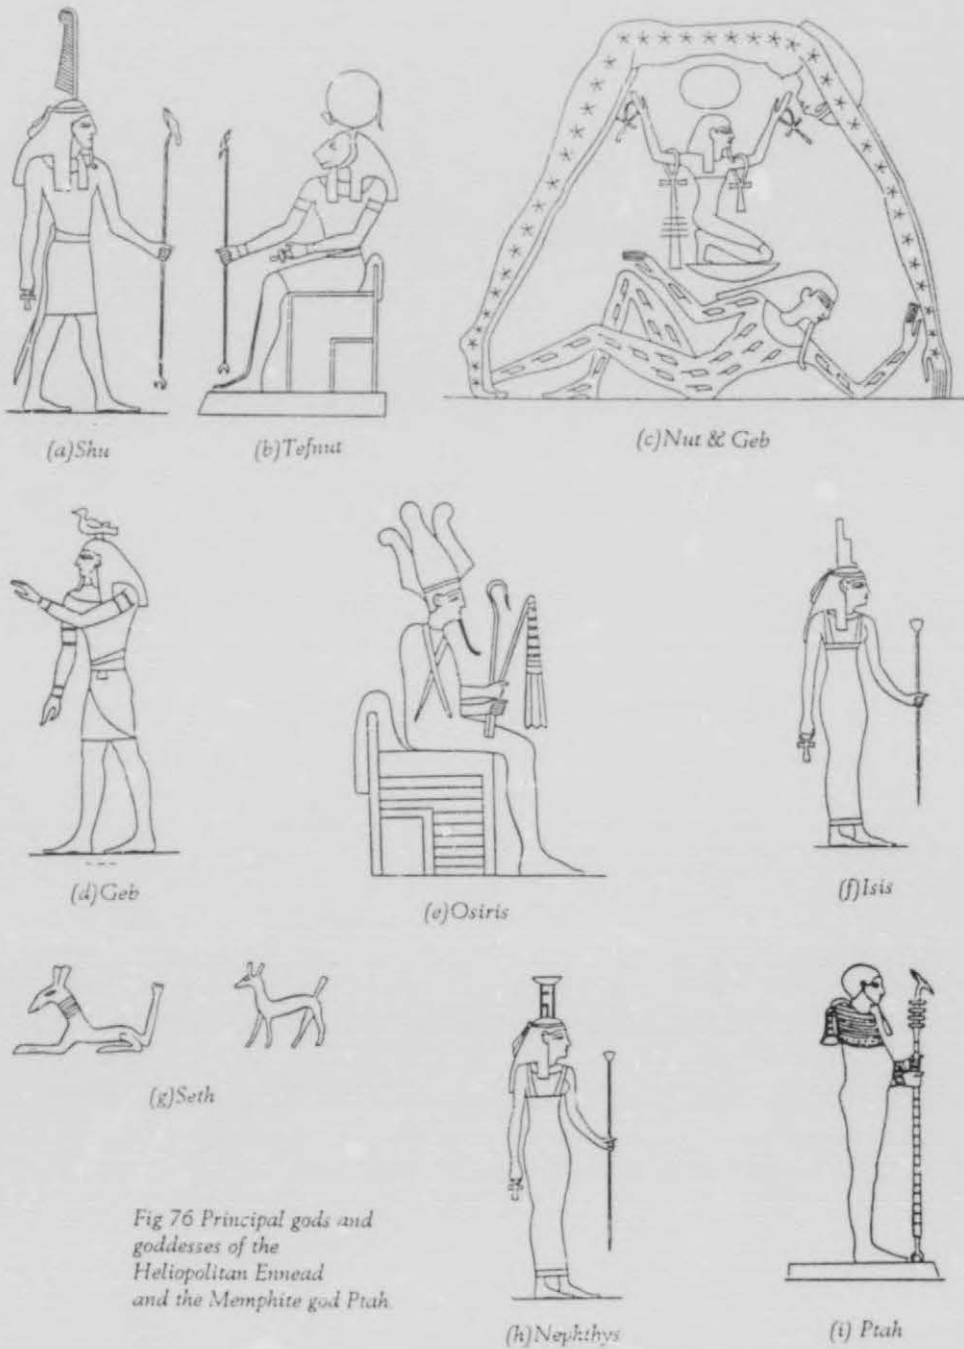 (a)Shu
(b)Tefnut
(c)Nut & Geb
(d)Geb
(e)Osiris
(f)Isis
(g)Seth
Fig 76 Principal gods and
goddesses of the
Heliopolitan Ennead
and the Memphite god Ptah
(h)Nephthys
(i) Ptah